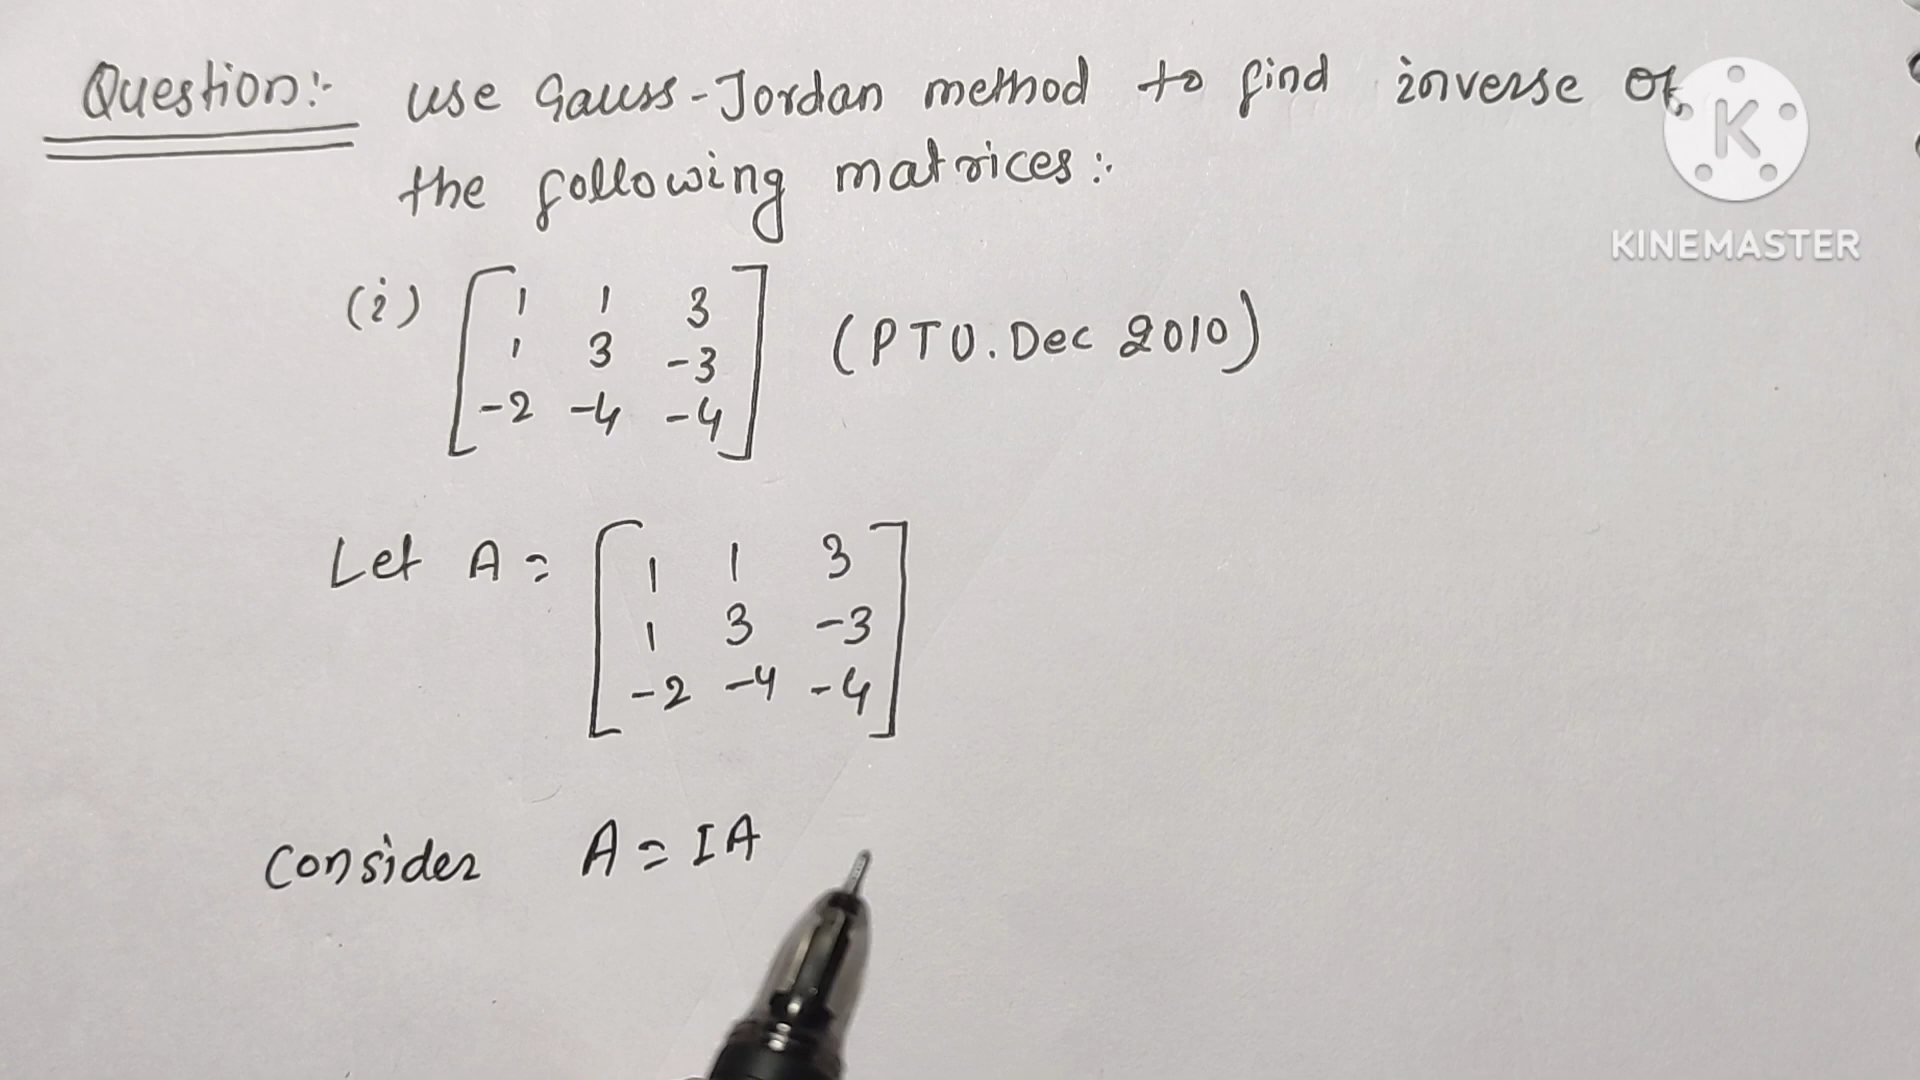 Question:- use Gauss-Jordan method to find inverse of
the following matrices:-
K
KINEMASTER
(i) [ 1 1 3
1 3 -3
-2 -4 -4 ] (PTU. Dec 2010)
Let A = [ 1 1 3
1 3 -3
-2 -4 -4 ]
Consider A = IA